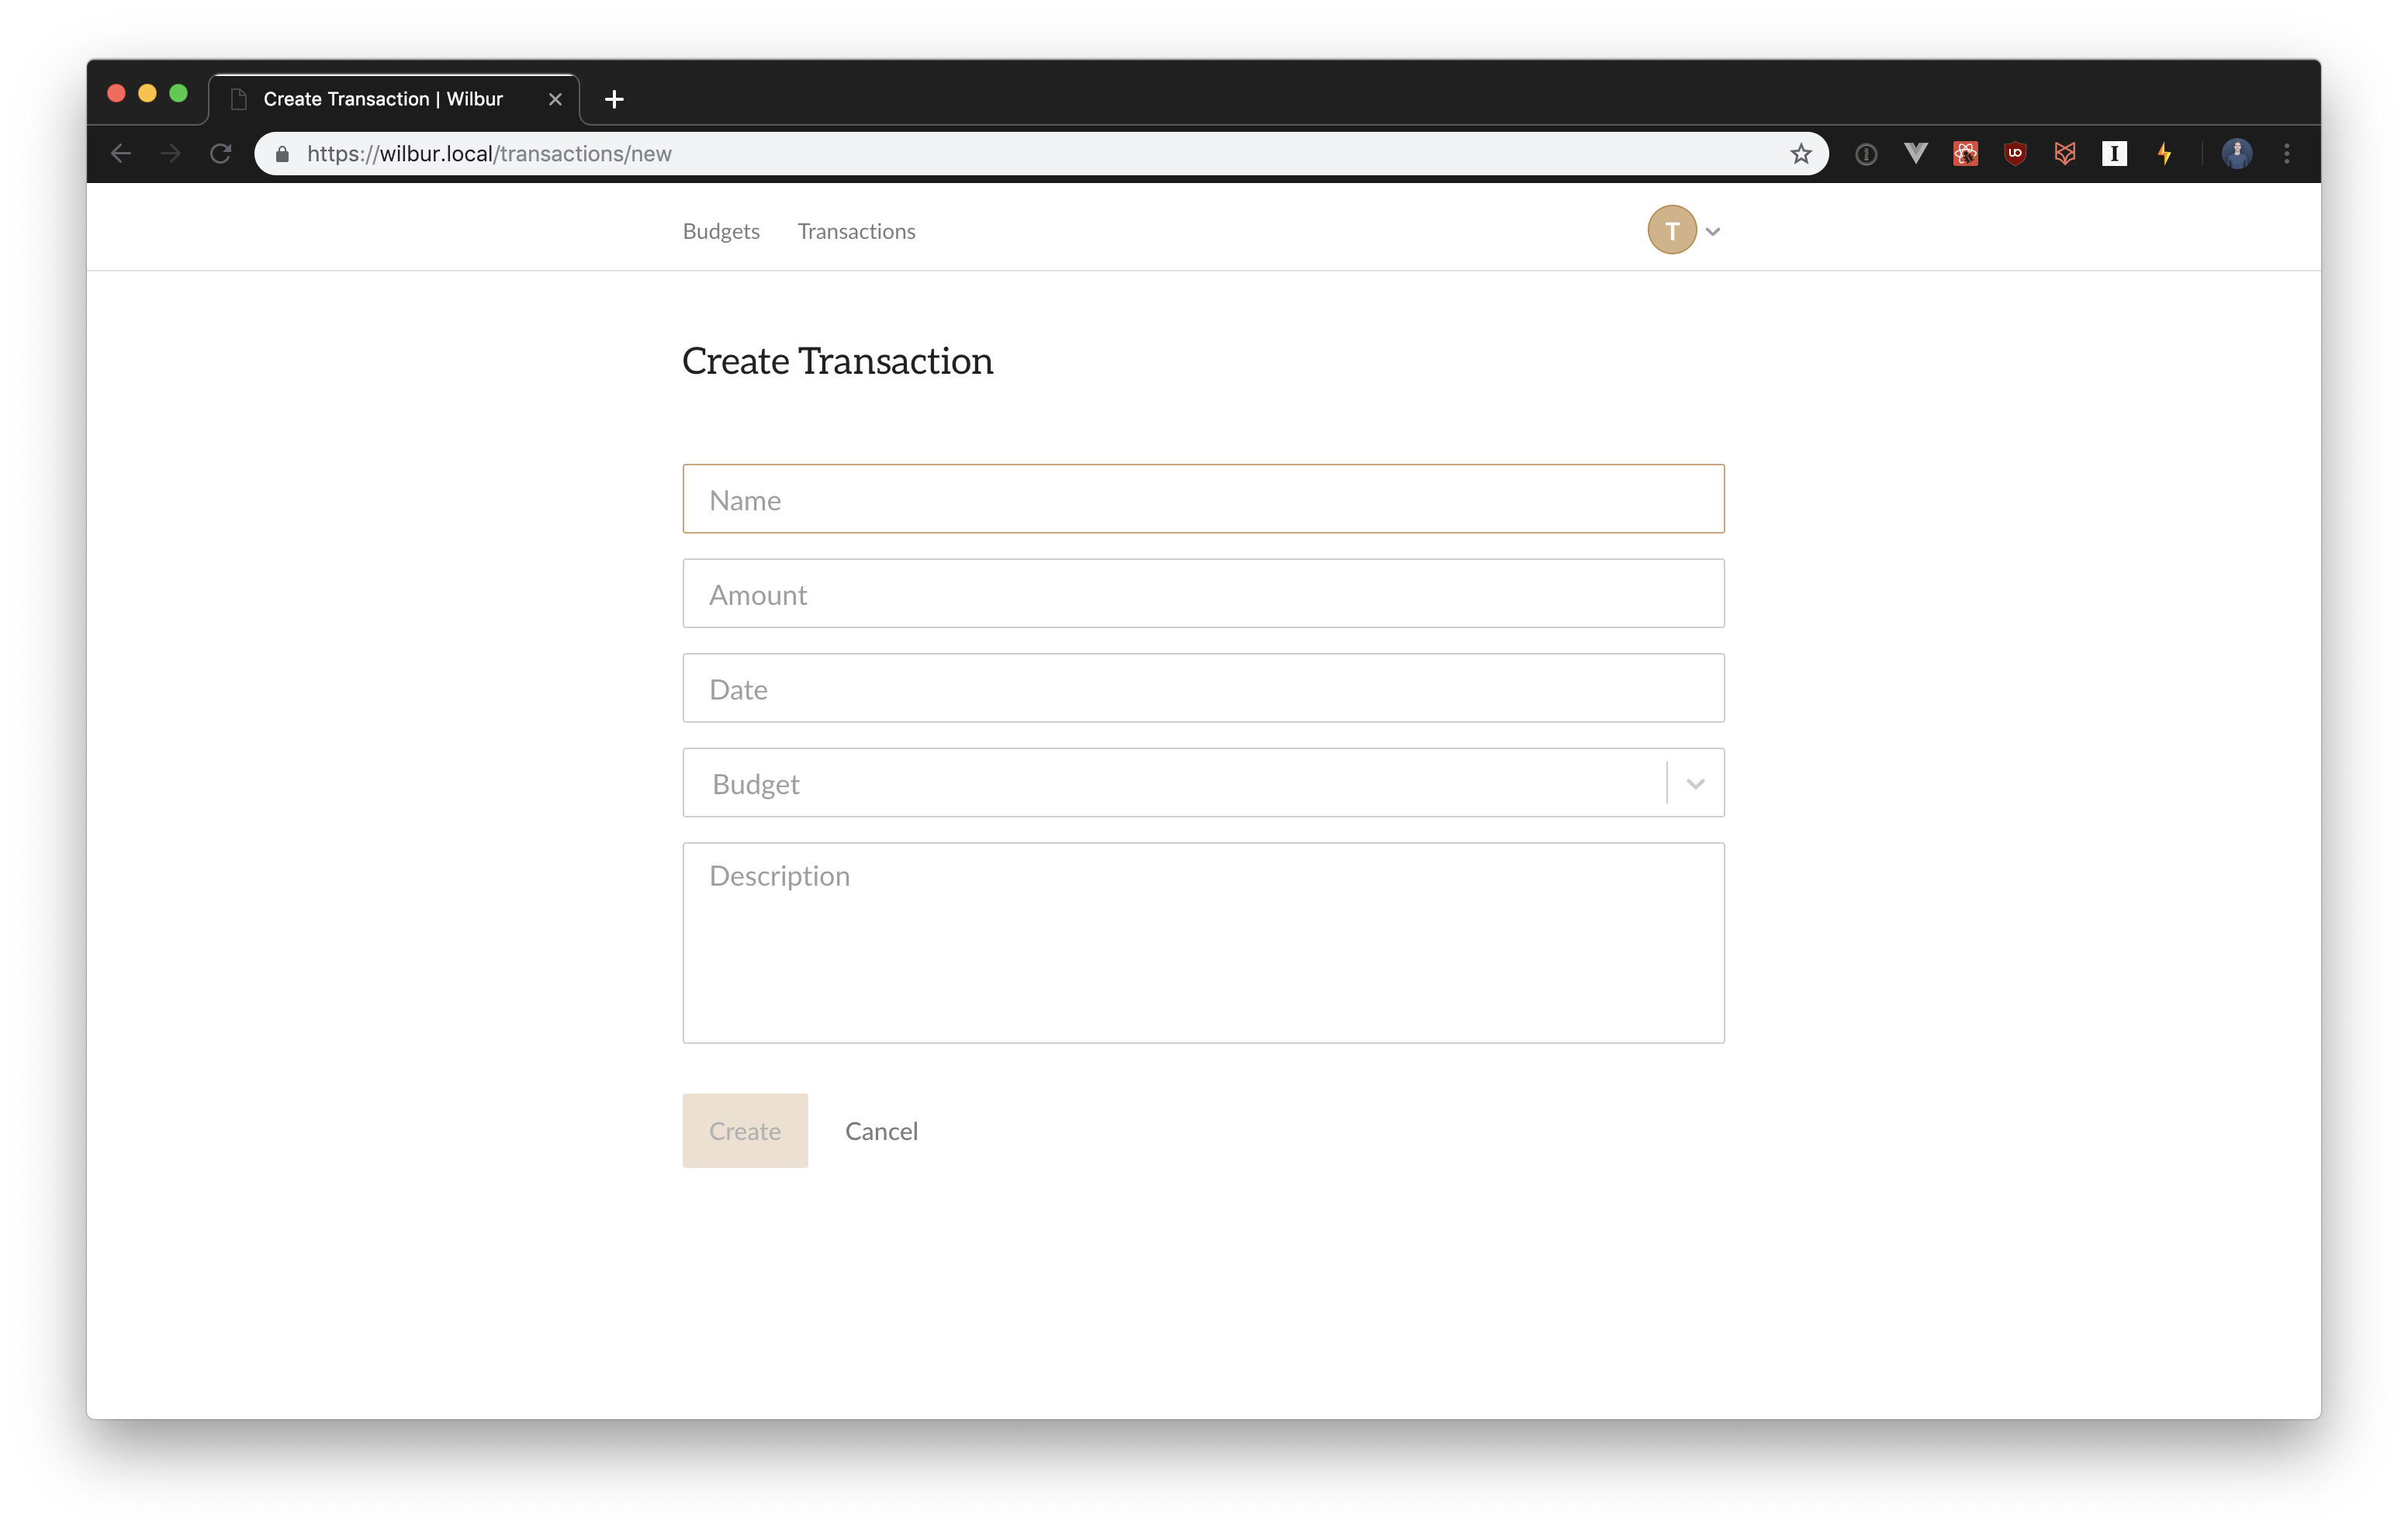 Create Transaction | Wilbur
https://wilbur.local/transactions/new
Budgets Transactions T
Create Transaction
Name
Amount
Date
Budget
Description
Create Cancel